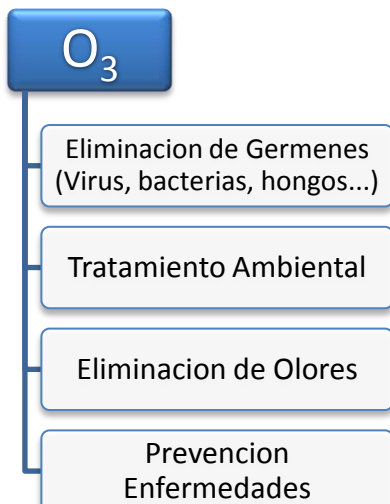 O₃
Eliminacion de Germenes
(Virus, bacterias, hongos...)
Tratamiento Ambiental
Eliminacion de Olores
Prevencion
Enfermedades